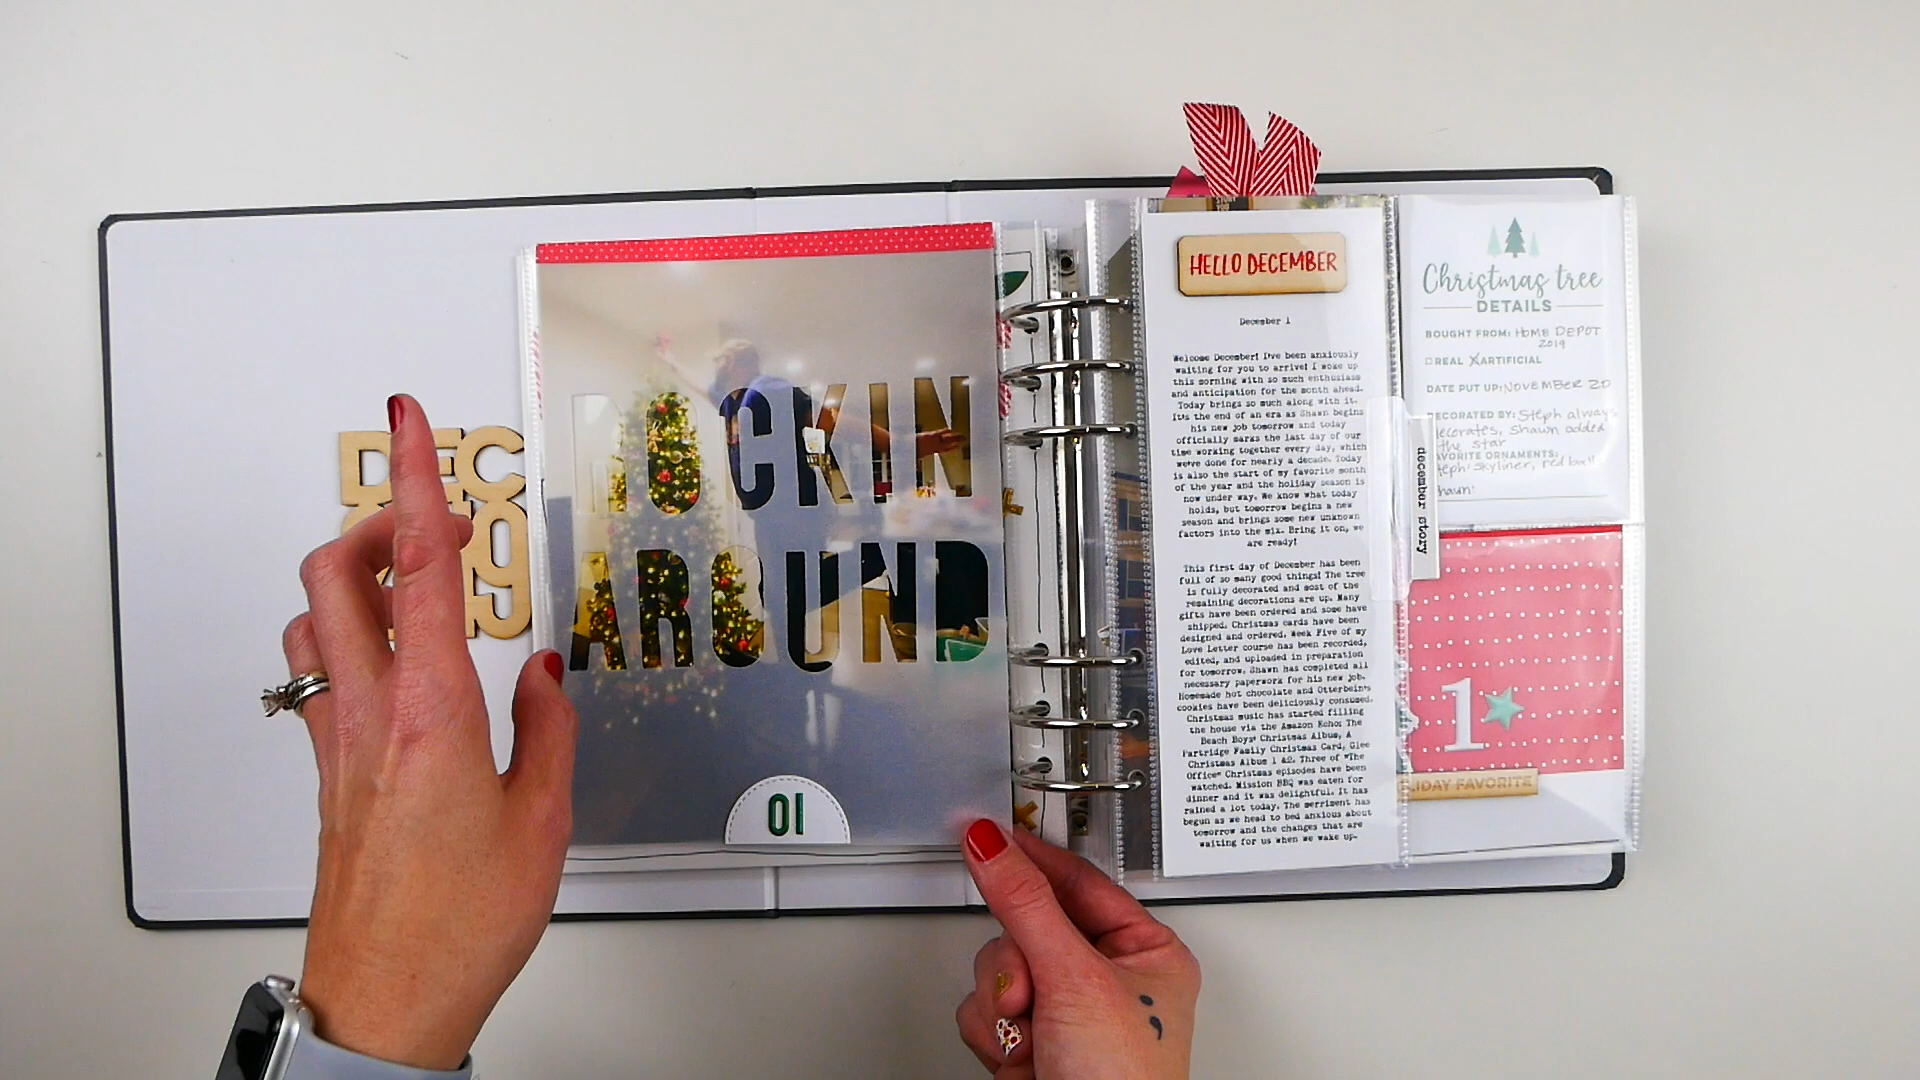 DEC
2019
ROCKIN
AROUND
01
HELLO DECEMBER
December 1
Welcome December! I've been anxiously
waiting for you to arrive! I woke up
this morning with so much enthusiasm
and anticipation for the month ahead.
Today brings so much along with it.
It's the end of an era as Shawn begins
his new job tomorrow and today
officially marks the last day of our
time working together every day, which
we've done for nearly a decade. Today
is also the start of my favorite month
of the year and the holiday season is
now under way. We know what today
holds, but tomorrow begins a new
season and brings some new unknown
factors into the mix. Bring it on, we
are ready!
This first day of December has been
full of so many good things! The tree
is fully decorated and most of the
remaining decorations are up. Many
gifts have been ordered and some have
shipped. Christmas cards have been
designed and ordered. Week Five of my
Love Letter course has been recorded,
edited, and uploaded in preparation
for tomorrow. Shawn has completed all
necessary paperwork for his new job.
Homemade hot chocolate and Otterbein's
cookies have been deliciously consumed.
Christmas music has started filling
the house via the Amazon Echo: The
Beach Boys' Christmas Album, A
Partridge Family Christmas Card, Glee
Christmas Album 1 &2. Three of "The
Office" Christmas episodes have been
watched. Mission BBQ was eaten for
dinner and it was delightful. It has
rained a lot today. The merriment has
begun as we head to bed anxious about
tomorrow and the changes that are
waiting for us when we wake up.
december story
Christmas tree
DETAILS
BOUGHT FROM: HOME DEPOT
2019
REAL XARTIFICIAL
DATE PUT UP: NOVEMBER 20
DECORATED BY: Steph always
decorates, Shawn added
the star
FAVORITE ORNAMENTS:
Steph: skyliner, red ball
Shawn:
1
LIDAY FAVORITE